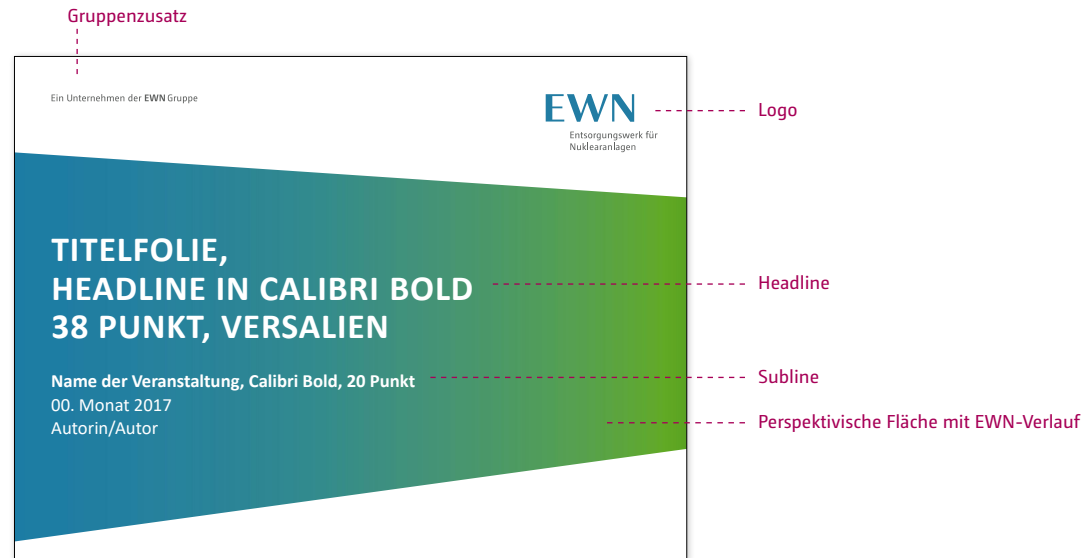 Gruppenzusatz
Ein Unternehmen der EWN Gruppe
EWN
Entsorgungswerk für
Nuklearanlagen
Logo
TITELFOLIE,
HEADLINE IN CALIBRI BOLD
38 PUNKT, VERSALIEN
Headline
Name der Veranstaltung, Calibri Bold, 20 Punkt
00. Monat 2017
Autorin/Autor
Subline
Perspektivische Fläche mit EWN-Verlauf